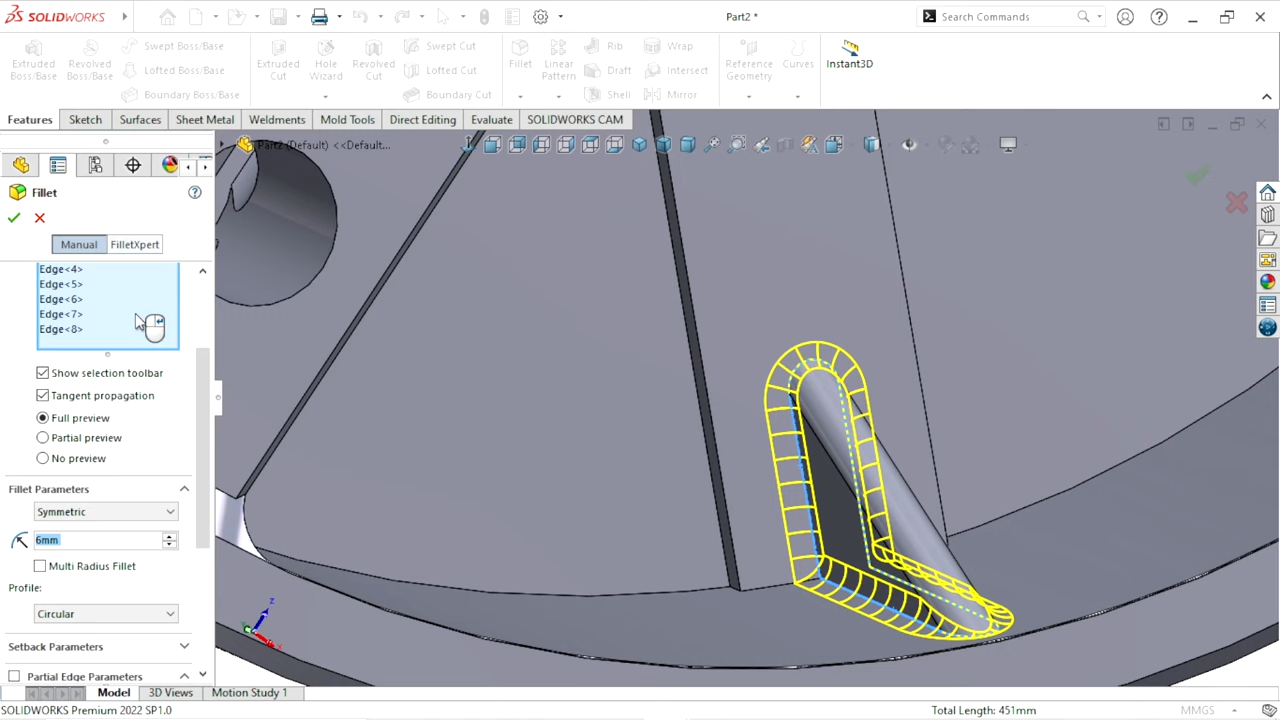 SOLIDWORKS
Part2 *
Search Commands
Extruded Boss/Base
Revolved Boss/Base
Swept Boss/Base
Lofted Boss/Base
Boundary Boss/Base
Extruded Cut
Hole Wizard
Revolved Cut
Swept Cut
Lofted Cut
Boundary Cut
Fillet
Linear Pattern
Rib
Draft
Shell
Wrap
Intersect
Mirror
Reference Geometry
Curves
Instant3D
Features
Sketch
Surfaces
Sheet Metal
Weldments
Mold Tools
Direct Editing
Evaluate
SOLIDWORKS CAM
Part2 (Default) <<Default...
Fillet
Manual
FilletXpert
Edge<4>
Edge<5>
Edge<6>
Edge<7>
Edge<8>
Show selection toolbar
Tangent propagation
Full preview
Partial preview
No preview
Fillet Parameters
Symmetric
6mm
Multi Radius Fillet
Profile:
Circular
Setback Parameters
Partial Edge Parameters
Z
X
Model
3D Views
Motion Study 1
SOLIDWORKS Premium 2022 SP1.0
Total Length: 451mm
MMGS